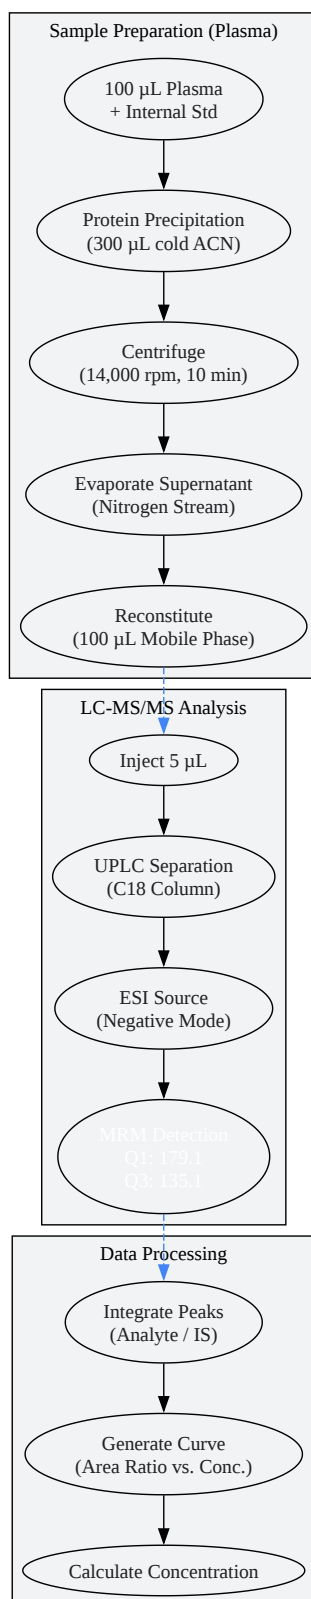 Sample Preparation (Plasma)
100 µL Plasma
+ Internal Std
Protein Precipitation
(300 µL cold ACN)
Centrifuge
(14,000 rpm, 10 min)
Evaporate Supernatant
(Nitrogen Stream)
Reconstitute
(100 µL Mobile Phase)
LC-MS/MS Analysis
Inject 5 µL
UPLC Separation
(C18 Column)
ESI Source
(Negative Mode)
MRM Detection
Q1: 179.1
Q3: 135.1
Data Processing
Integrate Peaks
(Analyte / IS)
Generate Curve
(Area Ratio vs. Conc.)
Calculate Concentration